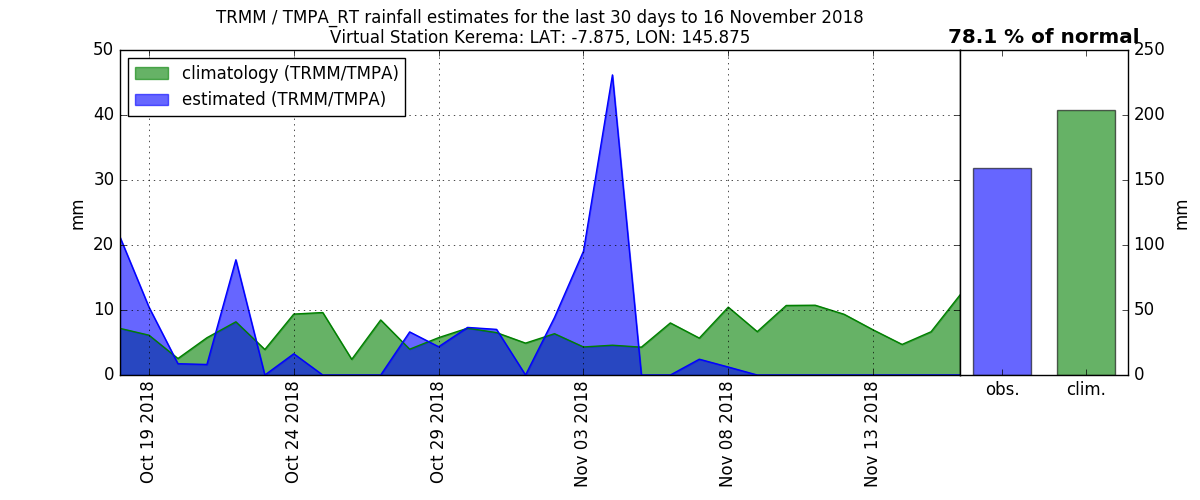 TRMM / TMPA_RT rainfall estimates for the last 30 days to 16 November 2018
Virtual Station Kerema: LAT: -7.875, LON: 145.875
78.1 % of normal
climatology (TRMM/TMPA)
estimated (TRMM/TMPA)
50
40
30
20
10
0
mm
Oct 19 2018
Oct 24 2018
Oct 29 2018
Nov 03 2018
Nov 08 2018
Nov 13 2018
250
200
150
100
50
0
mm
obs.
clim.